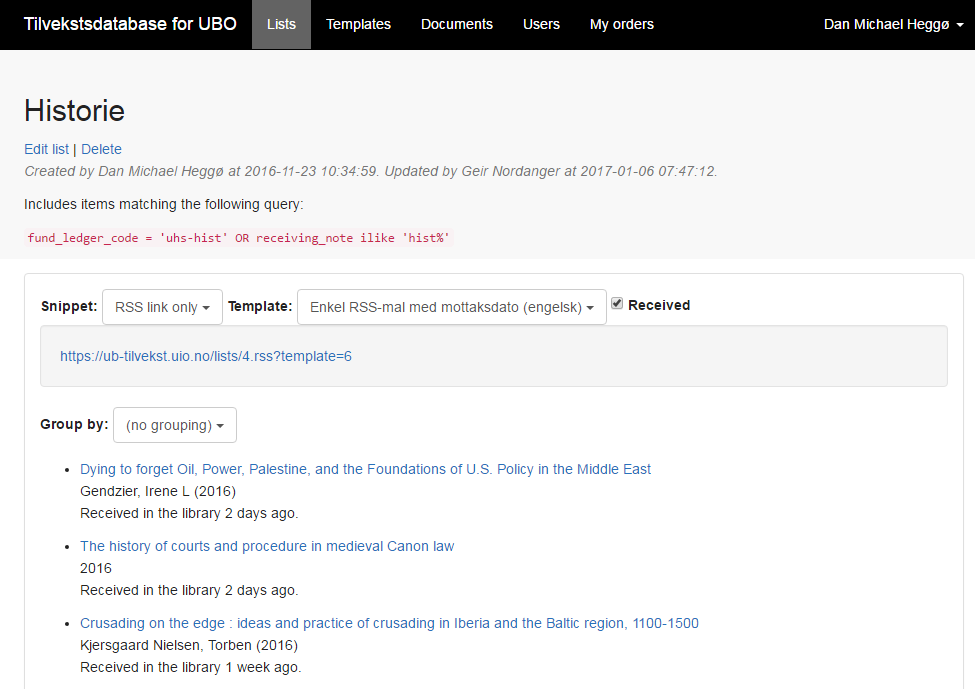 Tilvekstsdatabase for UBO Lists Templates Documents Users My orders Dan Michael Heggø
Historie
Edit list | Delete
Created by Dan Michael Heggø at 2016-11-23 10:34:59. Updated by Geir Nordanger at 2017-01-06 07:47:12.
Includes items matching the following query:
fund_ledger_code = 'uhs-hist' OR receiving_note ilike 'hist%'
Snippet: RSS link only Template: Enkel RSS-mal med mottaksdato (engelsk) Received
https://ub-tilvekst.uio.no/lists/4.rss?template=6
Group by: (no grouping)
Dying to forget Oil, Power, Palestine, and the Foundations of U.S. Policy in the Middle East
Gendzier, Irene L (2016)
Received in the library 2 days ago.
The history of courts and procedure in medieval Canon law
2016
Received in the library 2 days ago.
Crusading on the edge : ideas and practice of crusading in Iberia and the Baltic region, 1100-1500
Kjersgaard Nielsen, Torben (2016)
Received in the library 1 week ago.